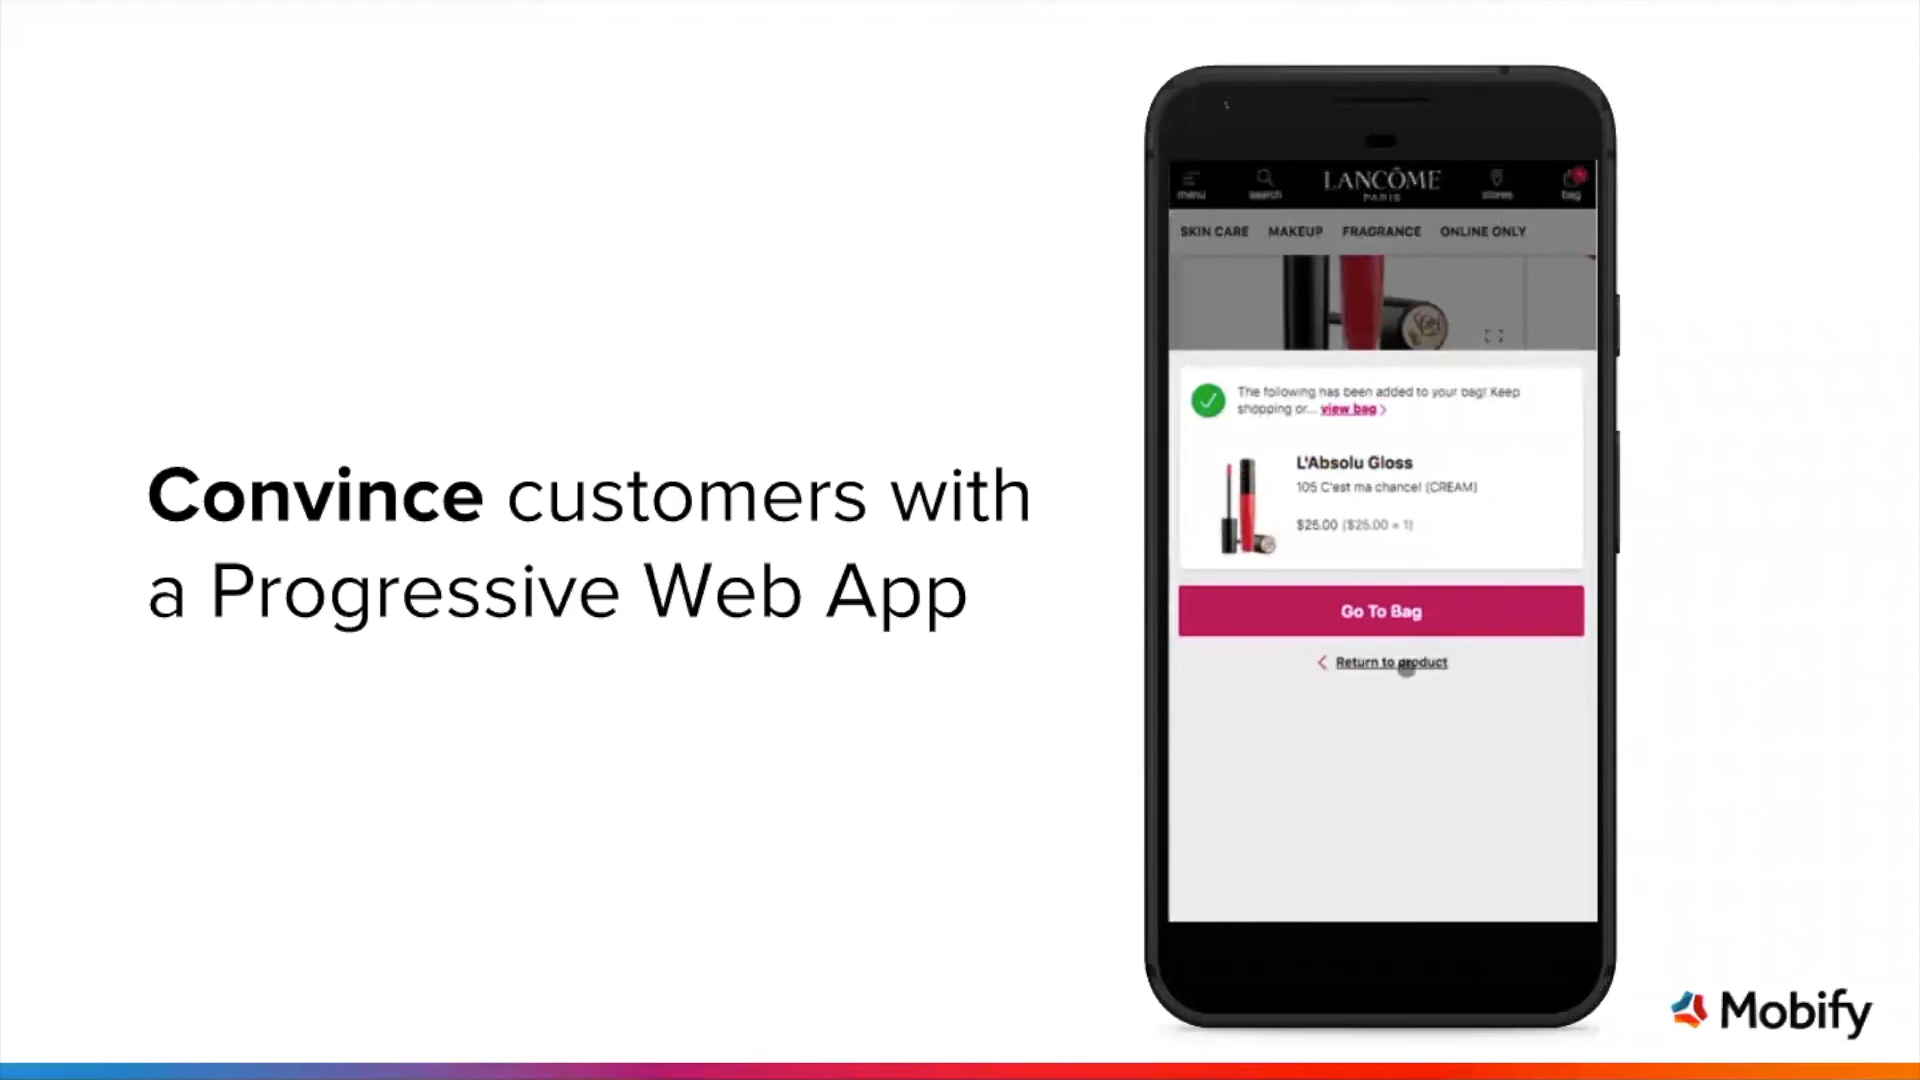 Convince customers with
a Progressive Web App
menu
search
LANCÔME
PARIS
stores
bag
SKIN CARE MAKEUP FRAGRANCE ONLINE ONLY
The following has been added to your bag! Keep
shopping or... view bag >
L'Absolu Gloss
105 C'est ma chance! (CREAM)
$25.00 ($25.00 × 1)
Go To Bag
Return to product
Mobify